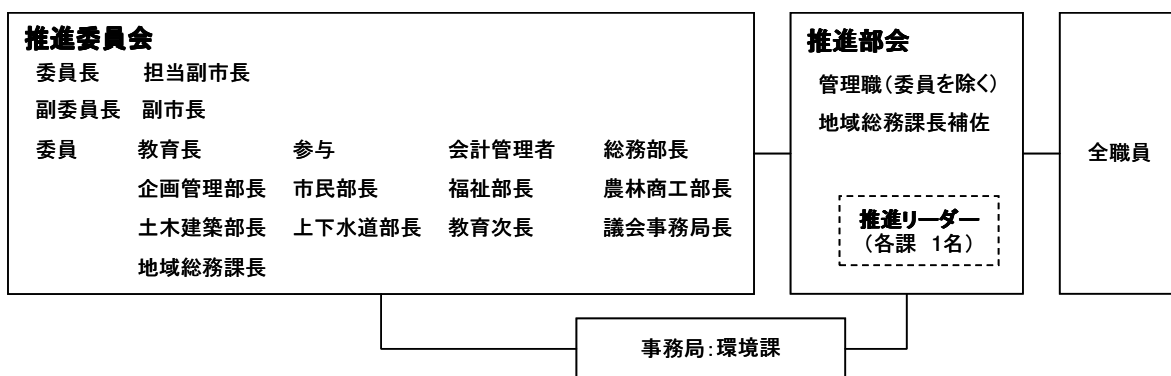 推進委員会
委員長 担当副市長
副委員長 副市長
委員 教育長 参与 会計管理者 総務部長
企画管理部長 市民部長 福祉部長 農林商工部長
土木建築部長 上下水道部長 教育次長 議会事務局長
地域総務課長
推進部会
管理職(委員を除く)
地域総務課長補佐
推進リーダー
(各課 1名)
全職員
事務局:環境課